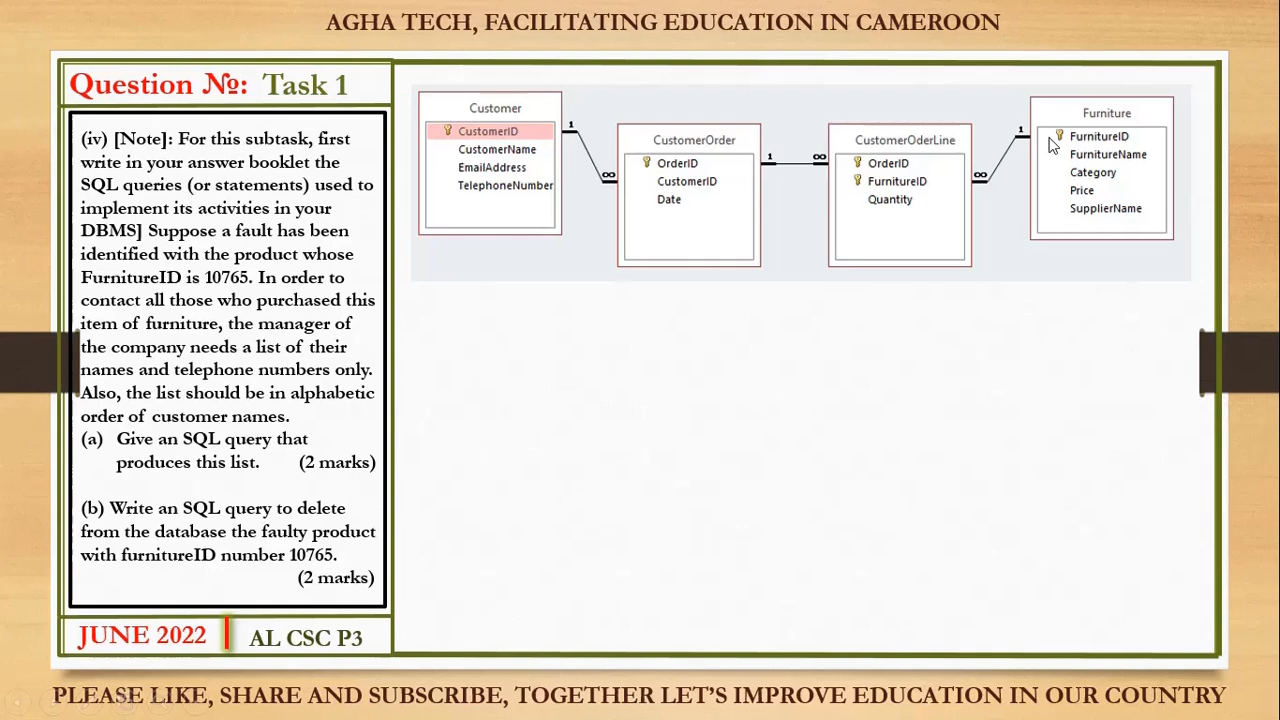 AGHA TECH, FACILITATING EDUCATION IN CAMEROON
Question №: Task 1
(iv) [Note]: For this subtask, first
write in your answer booklet the
SQL queries (or statements) used to
implement its activities in your
DBMS] Suppose a fault has been
identified with the product whose
FurnitureID is 10765. In order to
contact all those who purchased this
item of furniture, the manager of
the company needs a list of their
names and telephone numbers only.
Also, the list should be in alphabetic
order of customer names.
(a) Give an SQL query that
produces this list. (2 marks)
(b) Write an SQL query to delete
from the database the faulty product
with furnitureID number 10765.
(2 marks)
JUNE 2022 AL CSC P3
Customer
CustomerID
CustomerName
EmailAddress
TelephoneNumber
1
∞
CustomerOrder
OrderID
CustomerID
Date
1
∞
CustomerOderLine
OrderID
FurnitureID
Quantity
∞
1
Furniture
FurnitureID
FurnitureName
Category
Price
SupplierName
PLEASE LIKE, SHARE AND SUBSCRIBE, TOGETHER LET'S IMPROVE EDUCATION IN OUR COUNTRY